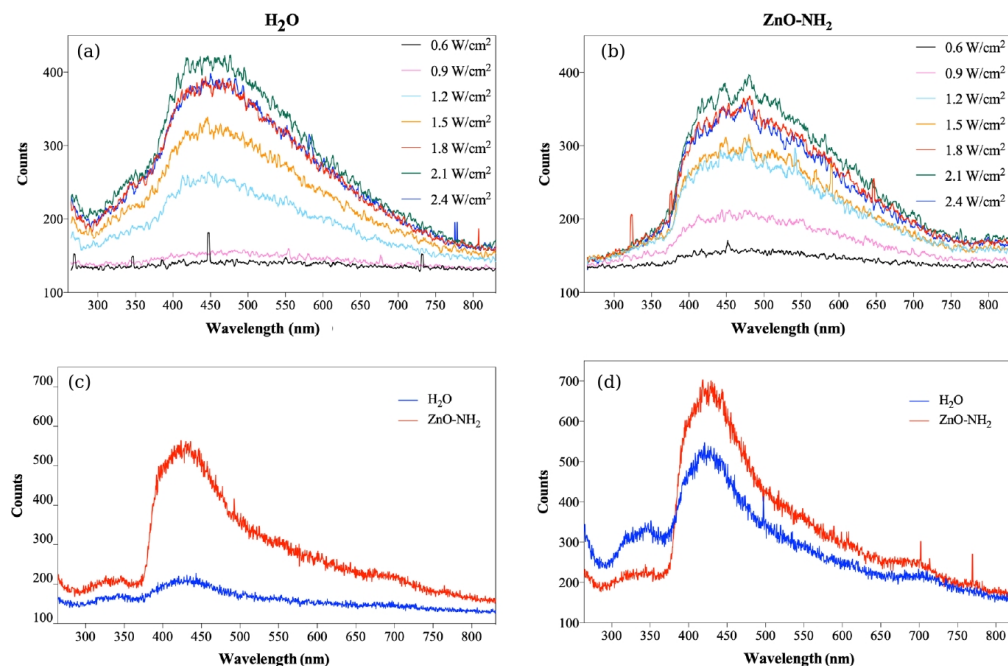 H₂O
(a)
0.6 W/cm²
0.9 W/cm²
1.2 W/cm²
1.5 W/cm²
1.8 W/cm²
2.1 W/cm²
2.4 W/cm²
400
300
200
100
Counts
300 350 400 450 500 550 600 650 700 750 800
Wavelength (nm)
ZnO-NH₂
(b)
0.6 W/cm²
0.9 W/cm²
1.2 W/cm²
1.5 W/cm²
1.8 W/cm²
2.1 W/cm²
2.4 W/cm²
400
300
200
100
Counts
300 350 400 450 500 550 600 650 700 750 800
Wavelength (nm)
(c)
H₂O
ZnO-NH₂
700
600
500
400
300
200
100
Counts
300 350 400 450 500 550 600 650 700 750 800
Wavelength (nm)
(d)
H₂O
ZnO-NH₂
700
600
500
400
300
200
100
Counts
300 350 400 450 500 550 600 650 700 750 800
Wavelength (nm)